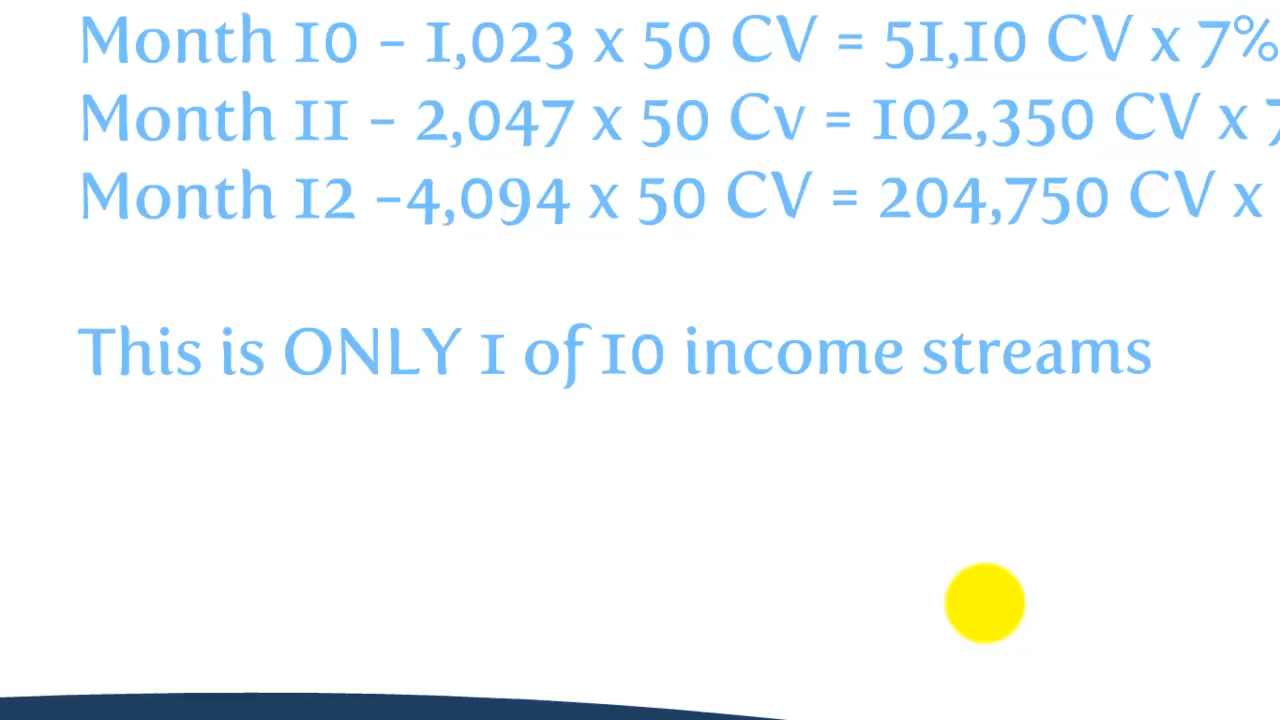 Month 10 – 1,023 x 50 CV = 51,10 CV x 7%
Month 11 – 2,047 x 50 Cv = 102,350 CV x 7
Month 12 –4,094 x 50 CV = 204,750 CV x
This is ONLY 1 of 10 income streams